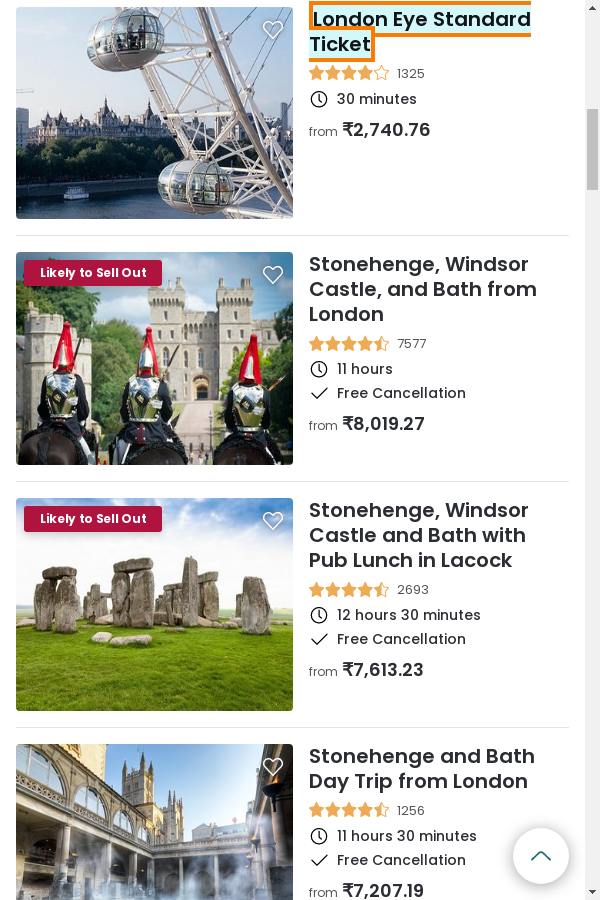 London Eye Standard
Ticket
1325
30 minutes
from ₹2,740.76
Likely to Sell Out
Stonehenge, Windsor
Castle, and Bath from
London
7577
11 hours
Free Cancellation
from ₹8,019.27
Likely to Sell Out
Stonehenge, Windsor
Castle and Bath with
Pub Lunch in Lacock
2693
12 hours 30 minutes
Free Cancellation
from ₹7,613.23
Stonehenge and Bath
Day Trip from London
1256
11 hours 30 minutes
Free Cancellation
from ₹7,207.19